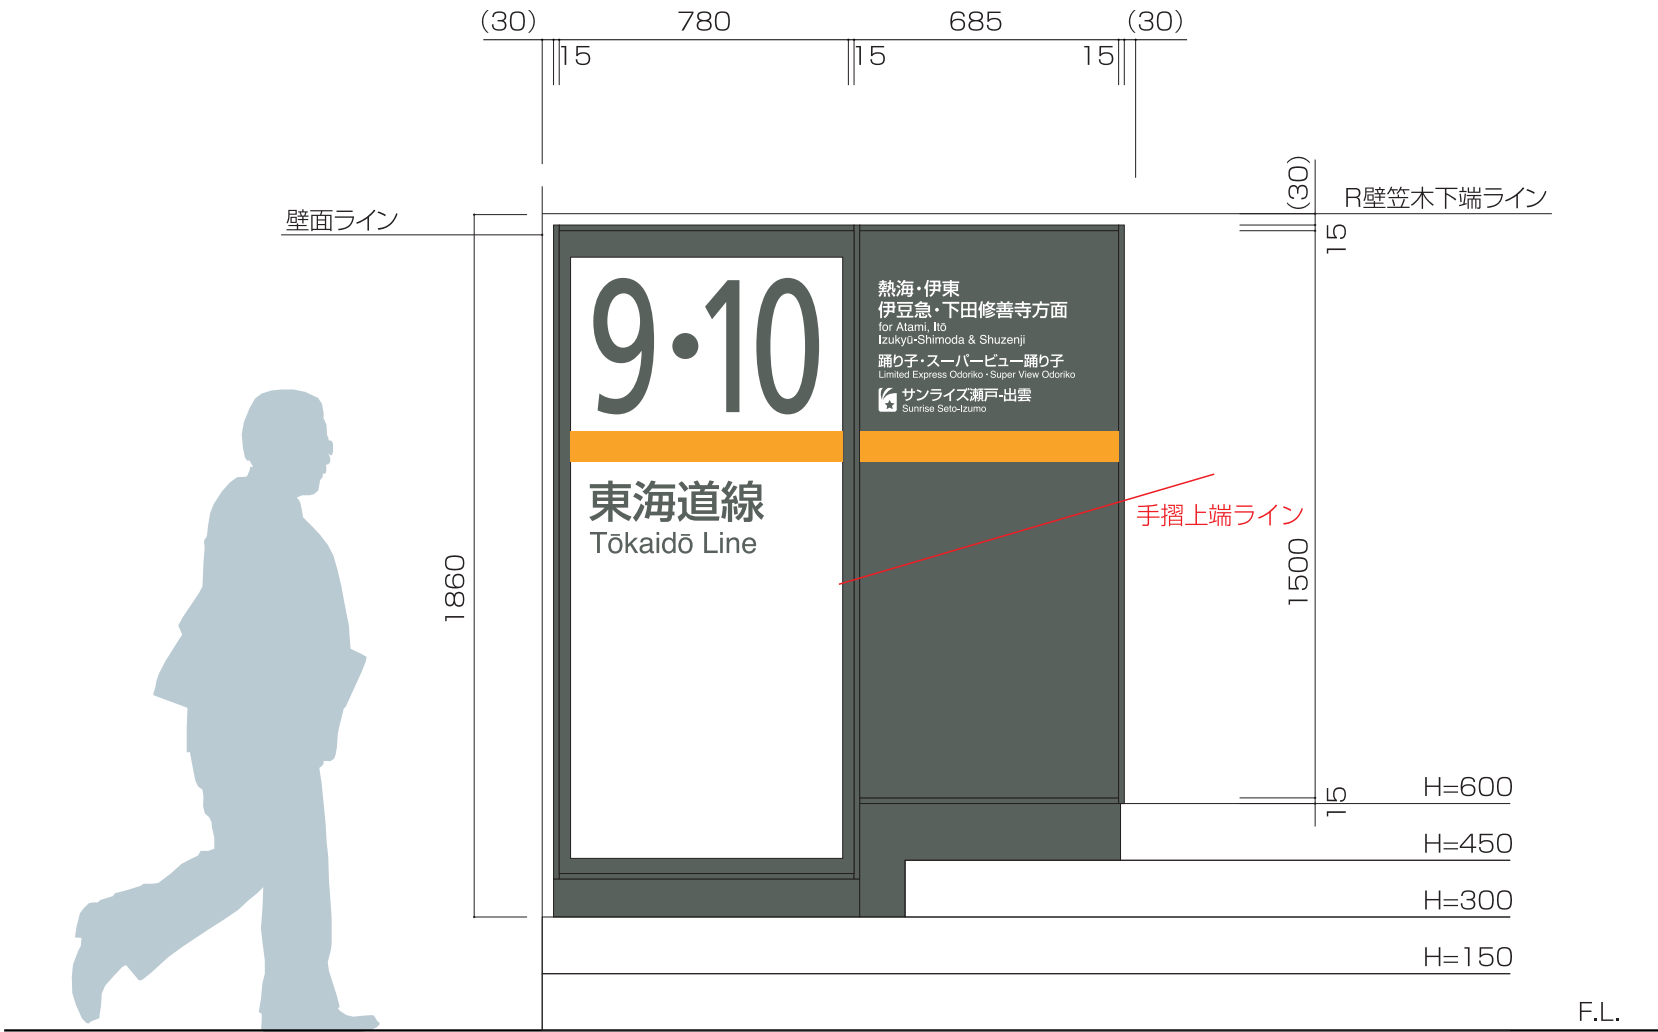 (30)
780
685
(30)
15
15
15
(30)
R壁笠木下端ライン
壁面ライン
15
9・10
熱海・伊東
伊豆急・下田修善寺方面
for Atami, Itō
Izukyū-Shimoda & Shuzenji
踊り子・スーパービュー踊り子
Limited Express Odoriko・Super View Odoriko
サンライズ瀬戸・出雲
Sunrise Seto-Izumo
東海道線
Tōkaidō Line
手摺上端ライン
1860
1500
H=600
15
H=450
H=300
H=150
F.L.